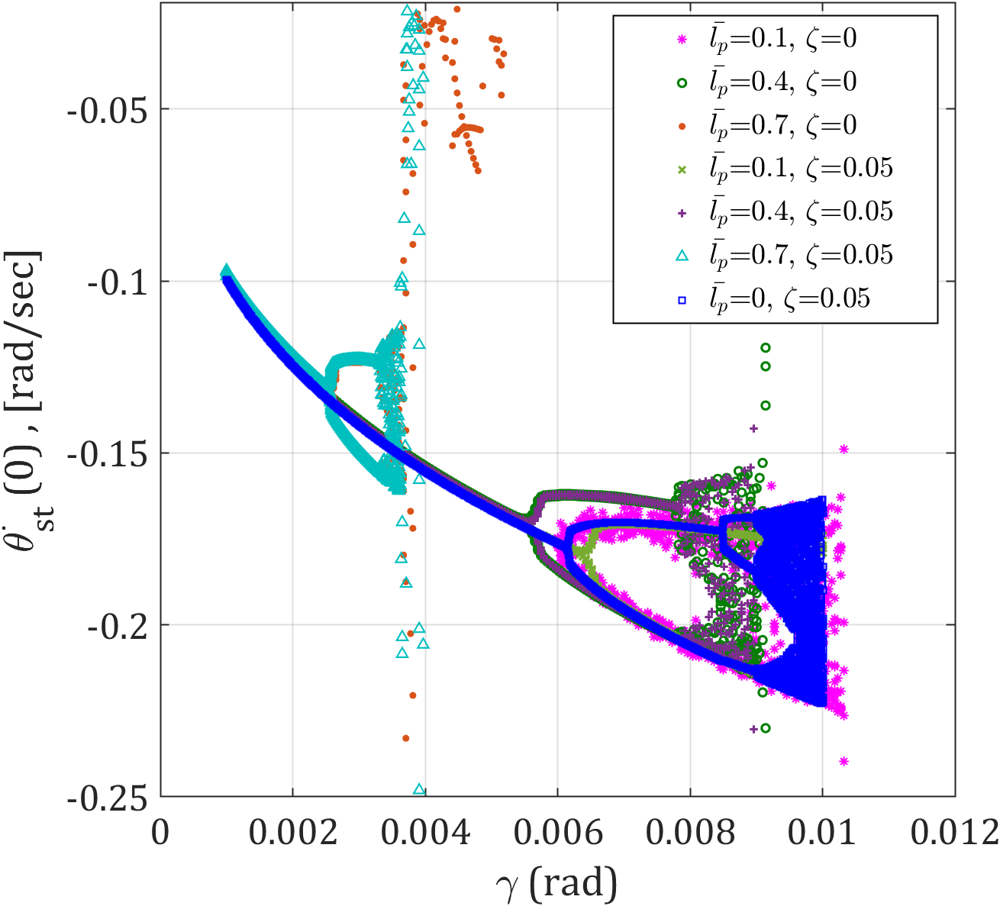 -0.05
-0.1
-0.15
-0.2
-0.25
0
0.002
0.004
0.006
0.008
0.01
0.012
γ (rad)
θ̇st (0) , [rad/sec]
l̄p=0.1, ζ=0
l̄p=0.4, ζ=0
l̄p=0.7, ζ=0
l̄p=0.1, ζ=0.05
l̄p=0.4, ζ=0.05
l̄p=0.7, ζ=0.05
l̄p=0, ζ=0.05